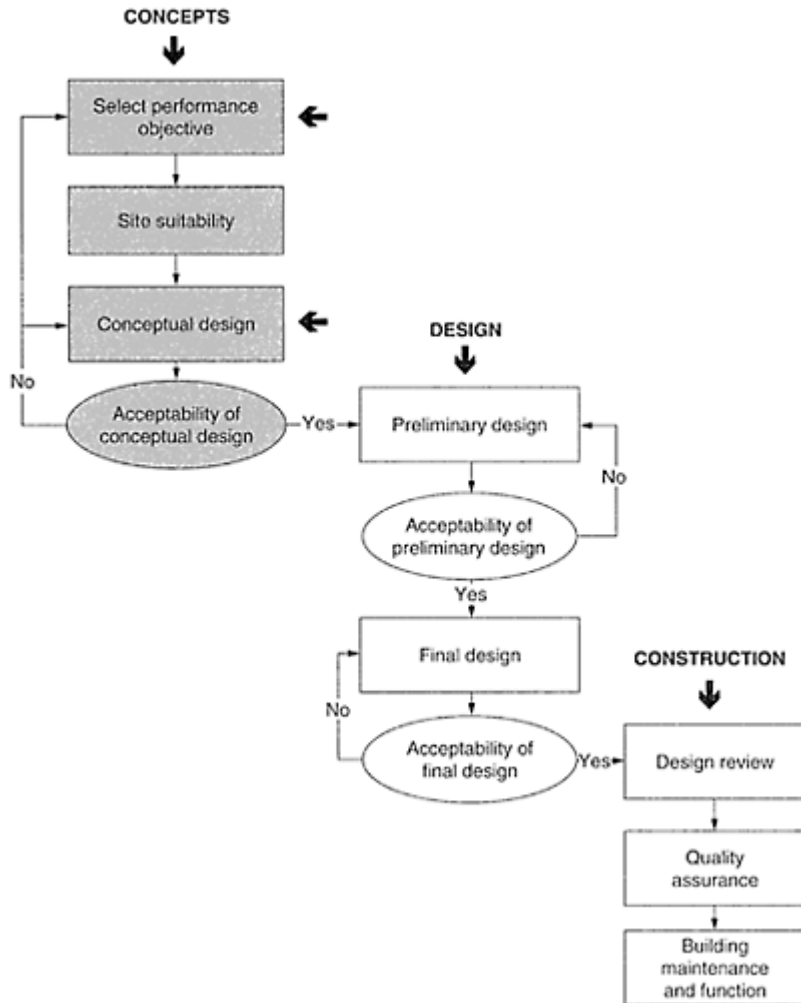 CONCEPTS
Select performance
objective
Site suitability
Conceptual design
No
Acceptability of
conceptual design
Yes
DESIGN
Preliminary design
No
Acceptability of
preliminary design
Yes
Final design
No
Acceptability of
final design
Yes
CONSTRUCTION
Design review
Quality
assurance
Building
maintenance
and function